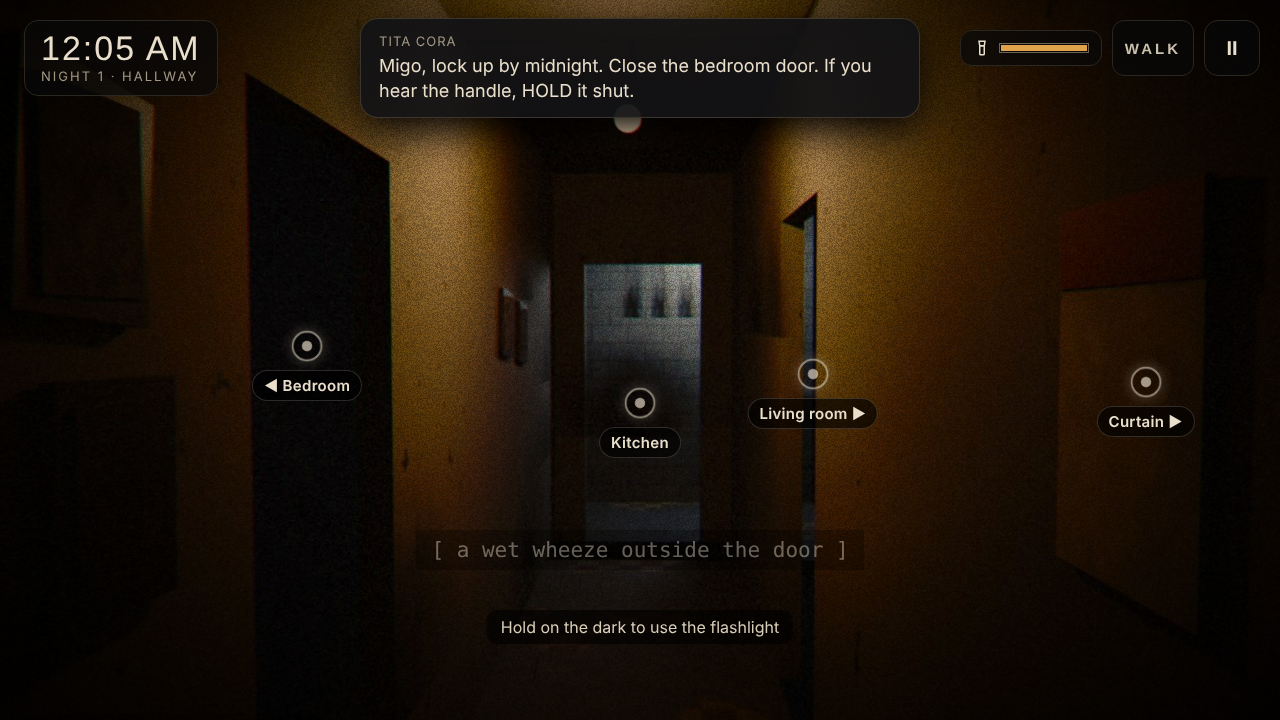 12:05 AM
NIGHT 1 · HALLWAY
TITA CORA
Migo, lock up by midnight. Close the bedroom door. If you
hear the handle, HOLD it shut.
WALK
◀ Bedroom
Kitchen
Living room ▶
Curtain ▶
[ a wet wheeze outside the door ]
Hold on the dark to use the flashlight